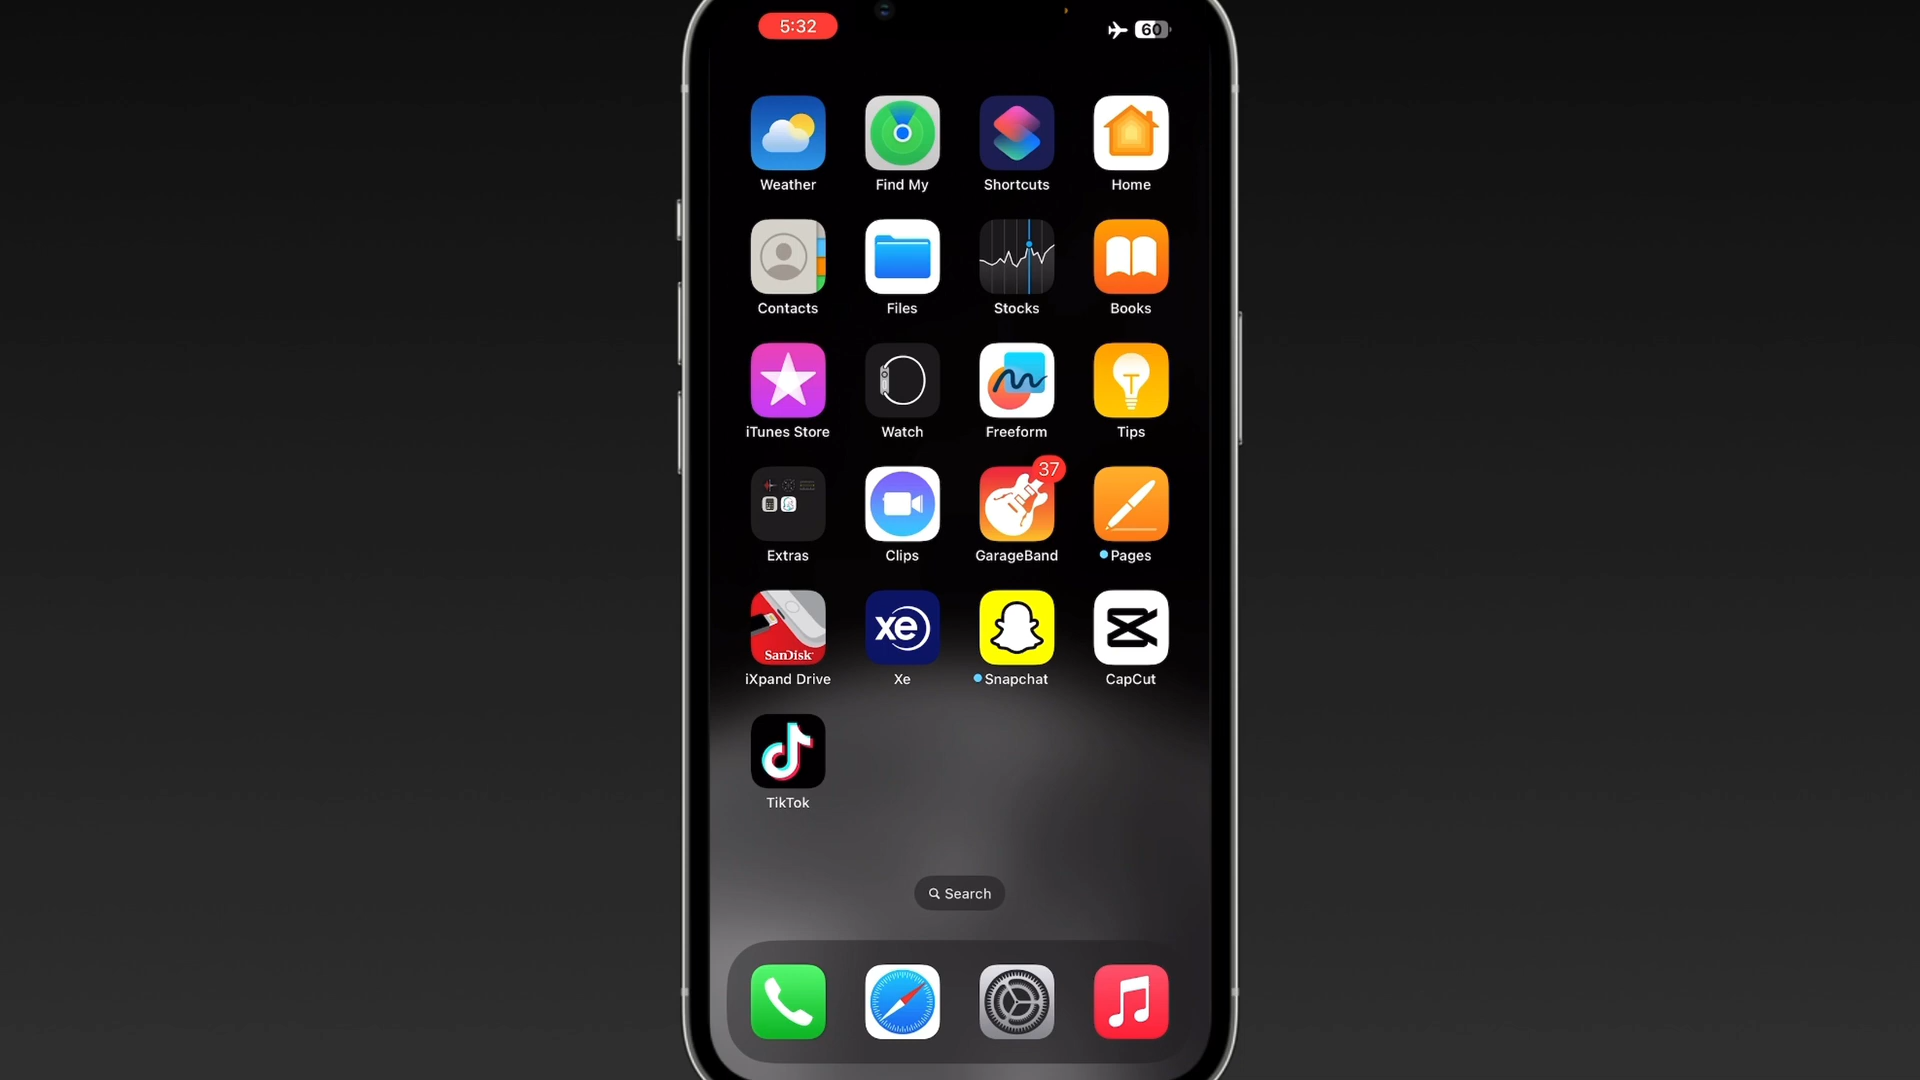 5:32
60
Weather Find My Shortcuts Home
Contacts Files Stocks Books
iTunes Store Watch Freeform Tips
37
Extras Clips GarageBand Pages
SanDisk
xe
iXpand Drive Xe Snapchat CapCut
TikTok
Search